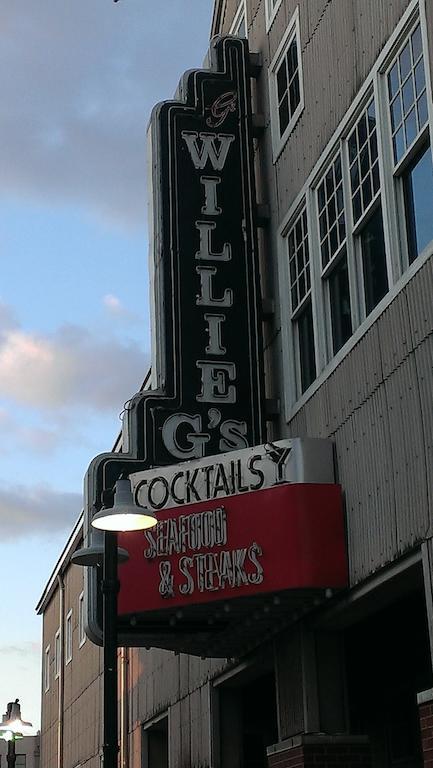 G
WILLIE
G's
COCKTAILS
SEAFOOD
& STEAKS